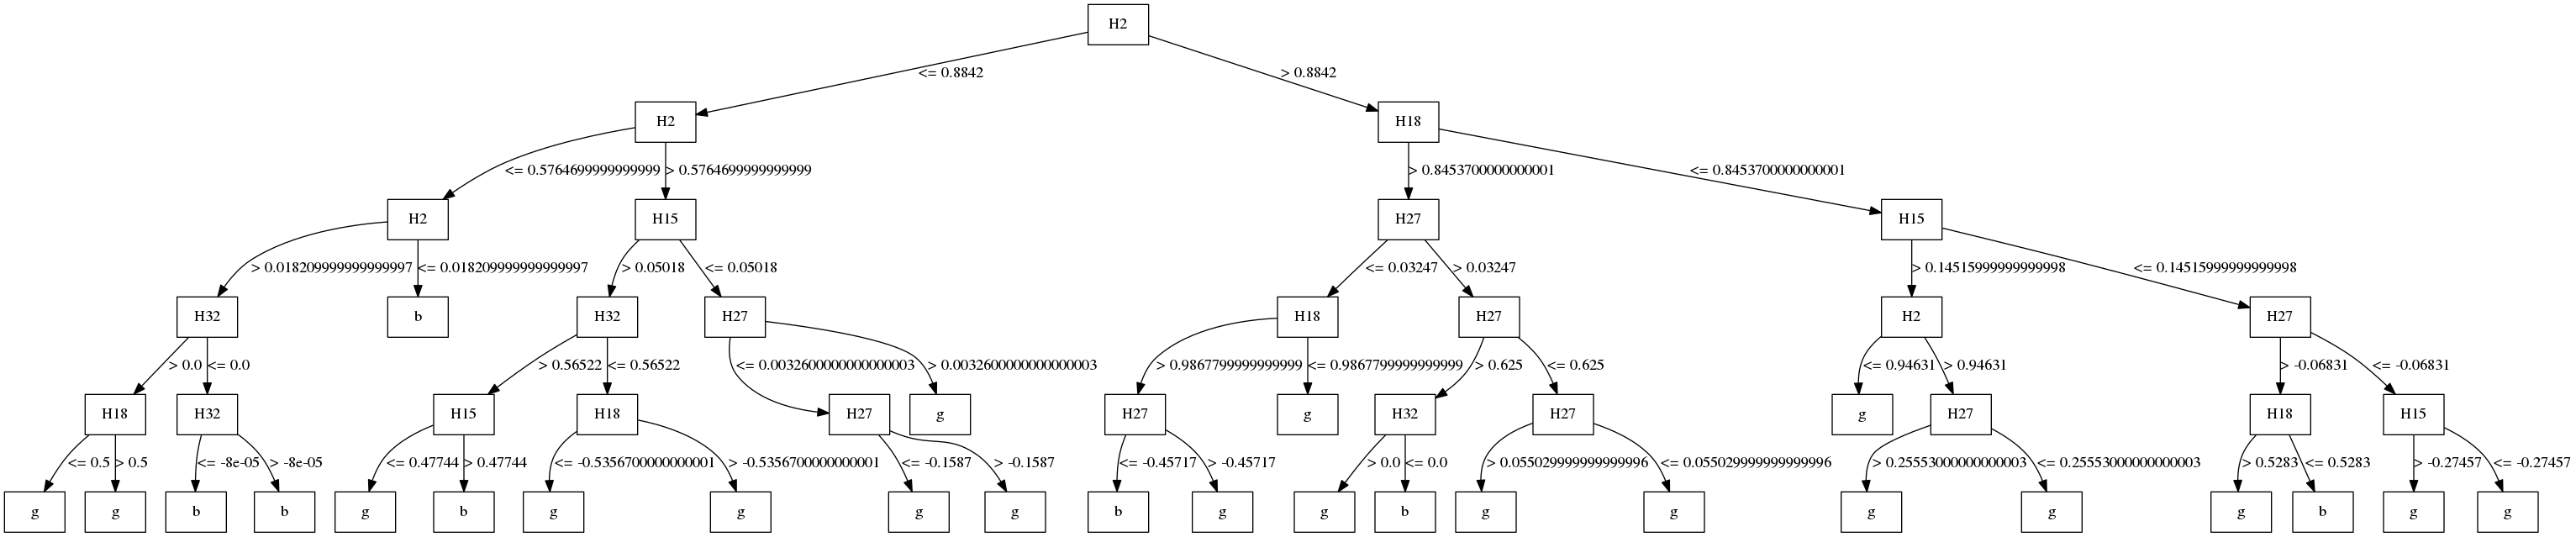 H2
<= 0.8842 > 0.8842
H2 H18
<= 0.5764699999999999 > 0.5764699999999999 > 0.8453700000000001 <= 0.8453700000000001
H2 H15 H27 H15
> 0.018209999999999997 <= 0.018209999999999997 > 0.05018 <= 0.05018 <= 0.03247 > 0.03247 > 0.14515999999999998 <= 0.14515999999999998
H32 b H32 H27 H18 H27 H2 H27
> 0.0 <= 0.0 > 0.56522 <= 0.56522 <= 0.0032600000000000003 > 0.0032600000000000003 > 0.9867799999999999 <= 0.9867799999999999 > 0.625 <= 0.625 <= 0.94631 > 0.94631 > -0.06831 <= -0.06831
H18 H32 H15 H18 H27 g H27 g H32 H27 g H27 H18 H15
<= 0.5 > 0.5 <= -8e-05 > -8e-05 <= 0.47744 > 0.47744 <= -0.5356700000000001 > -0.5356700000000001 <= -0.1587 > -0.1587 <= -0.45717 > -0.45717 > 0.0 <= 0.0 > 0.055029999999999996 <= 0.055029999999999996 > 0.25553000000000003 <= 0.25553000000000003 > 0.5283 <= 0.5283 > -0.27457 <= -0.27457
g g b b g b g g g g b g g b g g g g g b g g